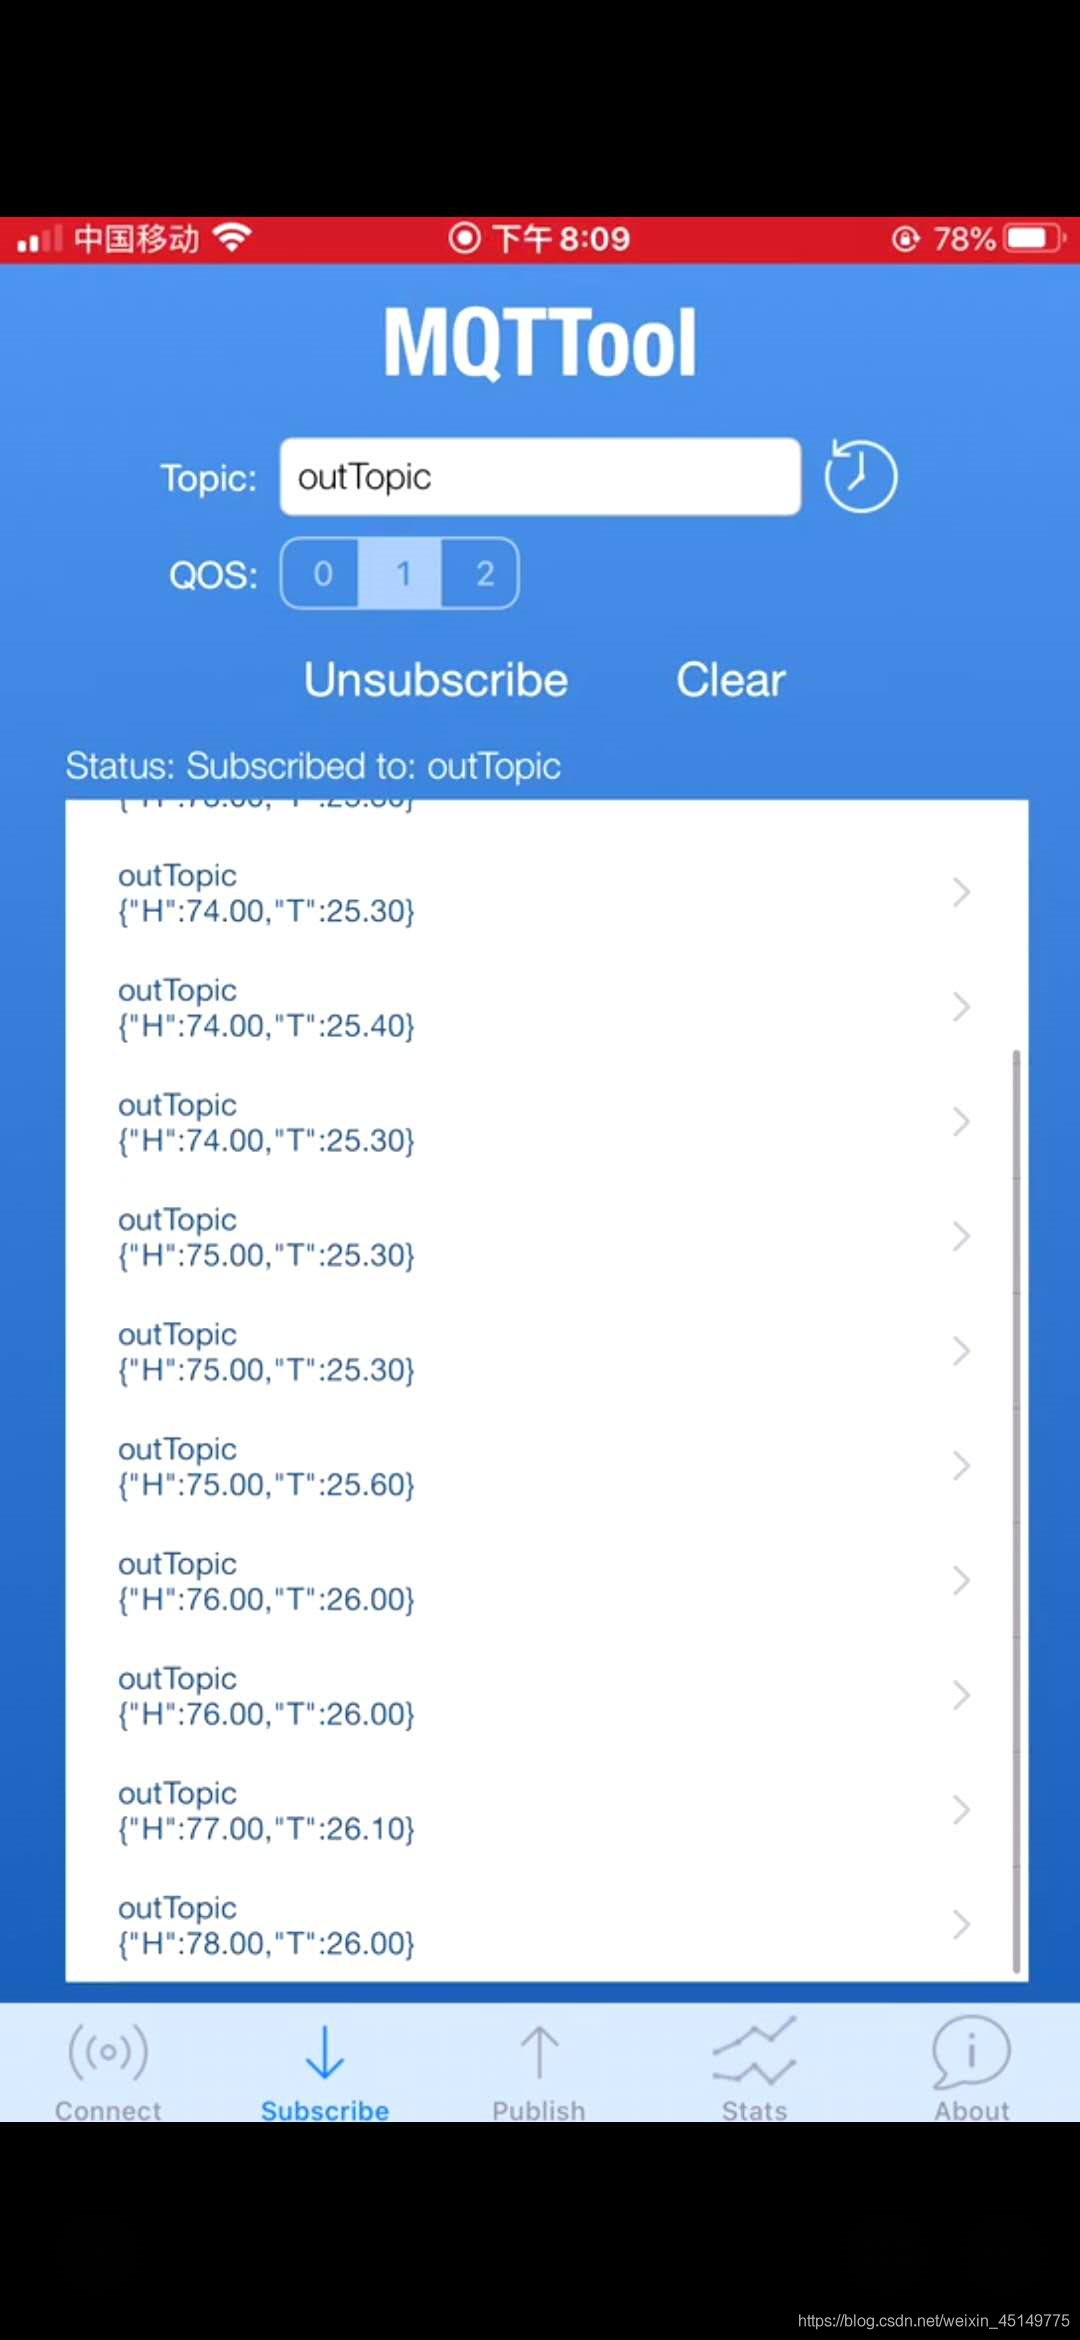 中国移动
下午8:09
78%
MQTTool
Topic:
outTopic
QOS:
0
1
2
Unsubscribe
Clear
Status: Subscribed to: outTopic
outTopic
{"H":74.00,"T":25.30}
outTopic
{"H":74.00,"T":25.40}
outTopic
{"H":74.00,"T":25.30}
outTopic
{"H":75.00,"T":25.30}
outTopic
{"H":75.00,"T":25.30}
outTopic
{"H":75.00,"T":25.60}
outTopic
{"H":76.00,"T":26.00}
outTopic
{"H":76.00,"T":26.00}
outTopic
{"H":77.00,"T":26.10}
outTopic
{"H":78.00,"T":26.00}
Connect
Subscribe
Publish
Stats
About
https://blog.csdn.net/weixin_45149775